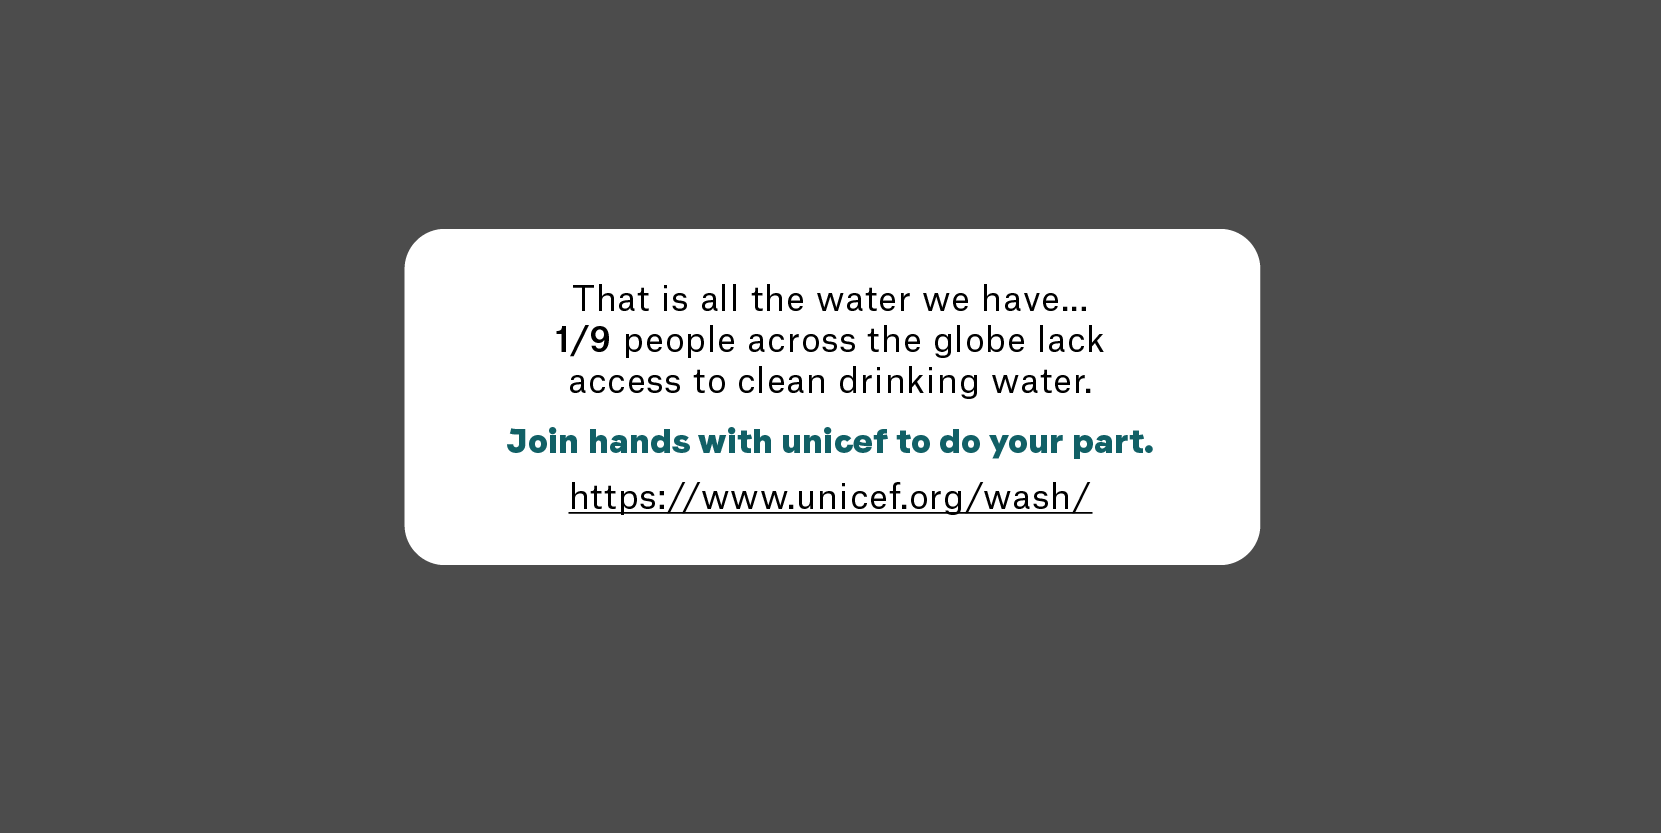 That is all the water we have...
1/9 people across the globe lack
access to clean drinking water.
Join hands with unicef to do your part.
https://www.unicef.org/wash/